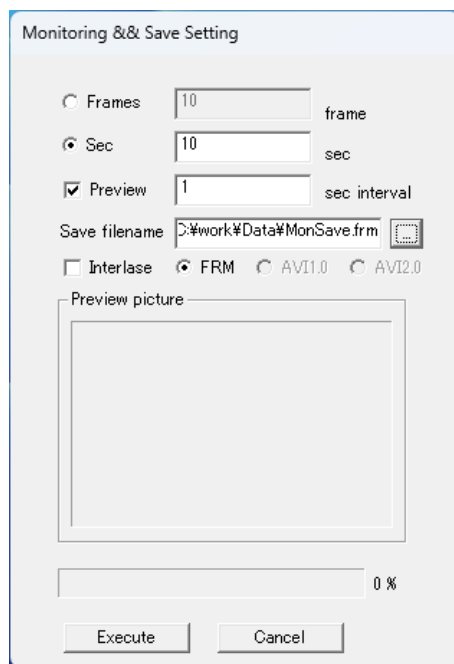 Monitoring && Save Setting
Frames 10 frame
Sec 10 sec
Preview 1 sec interval
Save filename C:¥work¥Data¥MonSave.frm ...
Interlase FRM AVI1.0 AVI2.0
Preview picture
0 %
Execute Cancel